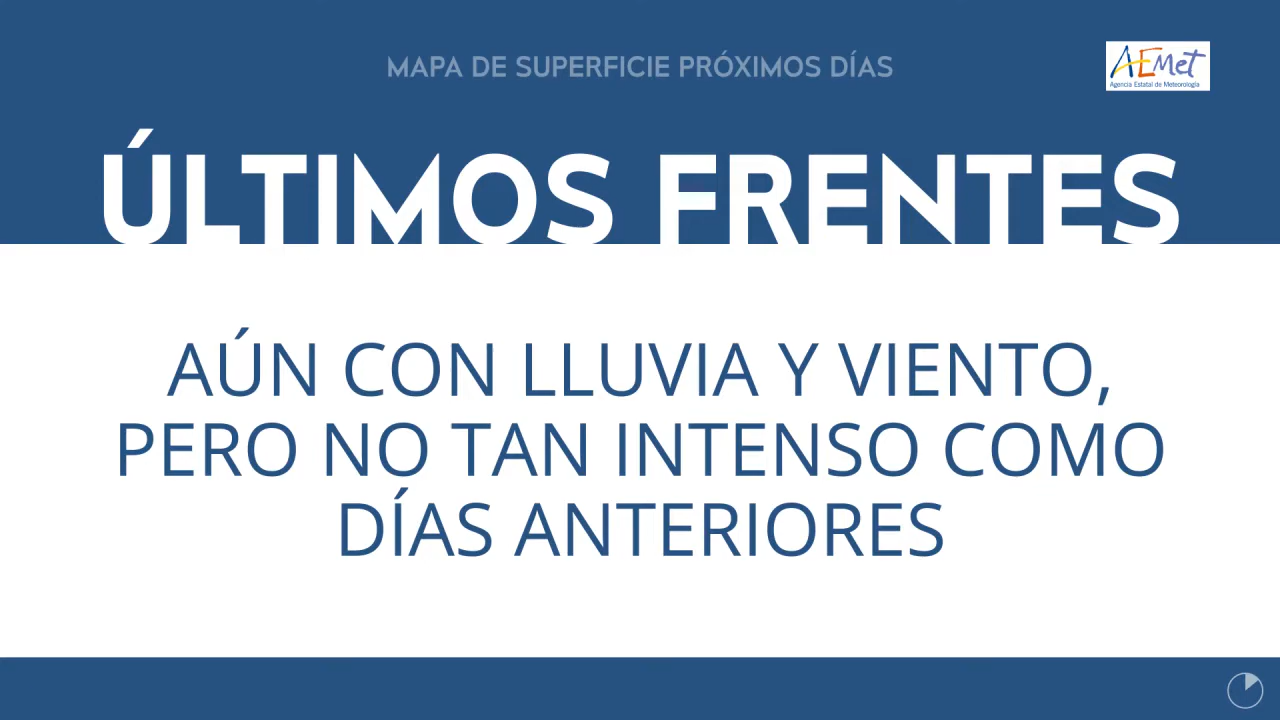 MAPA DE SUPERFICIE PRÓXIMOS DÍAS
AEMet
Agencia Estatal de Meteorología
ÚLTIMOS FRENTES
AÚN CON LLUVIA Y VIENTO,
PERO NO TAN INTENSO COMO
DÍAS ANTERIORES